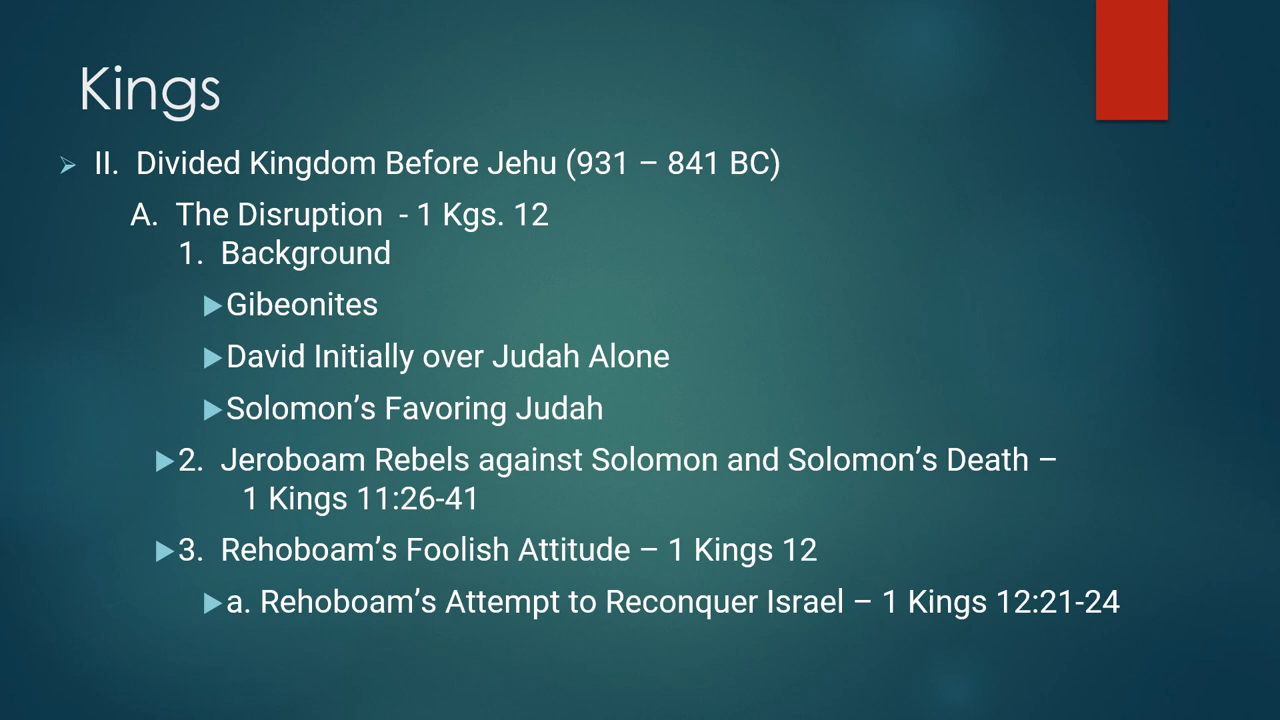 Kings
II. Divided Kingdom Before Jehu (931 – 841 BC)
A. The Disruption - 1 Kgs. 12
1. Background
Gibeonites
David Initially over Judah Alone
Solomon’s Favoring Judah
2. Jeroboam Rebels against Solomon and Solomon’s Death –
1 Kings 11:26-41
3. Rehoboam’s Foolish Attitude – 1 Kings 12
a. Rehoboam’s Attempt to Reconquer Israel – 1 Kings 12:21-24